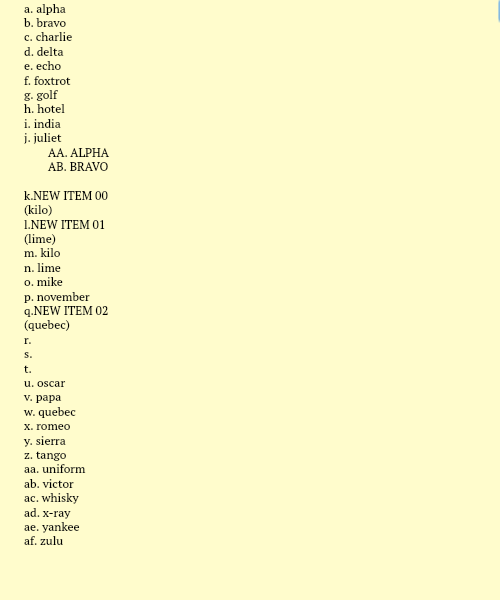 a. alpha
b. bravo
c. charlie
d. delta
e. echo
f. foxtrot
g. golf
h. hotel
i. india
j. juliet
AA. ALPHA
AB. BRAVO
k.NEW ITEM 00
(kilo)
l.NEW ITEM 01
(lime)
m. kilo
n. lime
o. mike
p. november
q.NEW ITEM 02
(quebec)
r.
s.
t.
u. oscar
v. papa
w. quebec
x. romeo
y. sierra
z. tango
aa. uniform
ab. victor
ac. whisky
ad. x-ray
ae. yankee
af. zulu